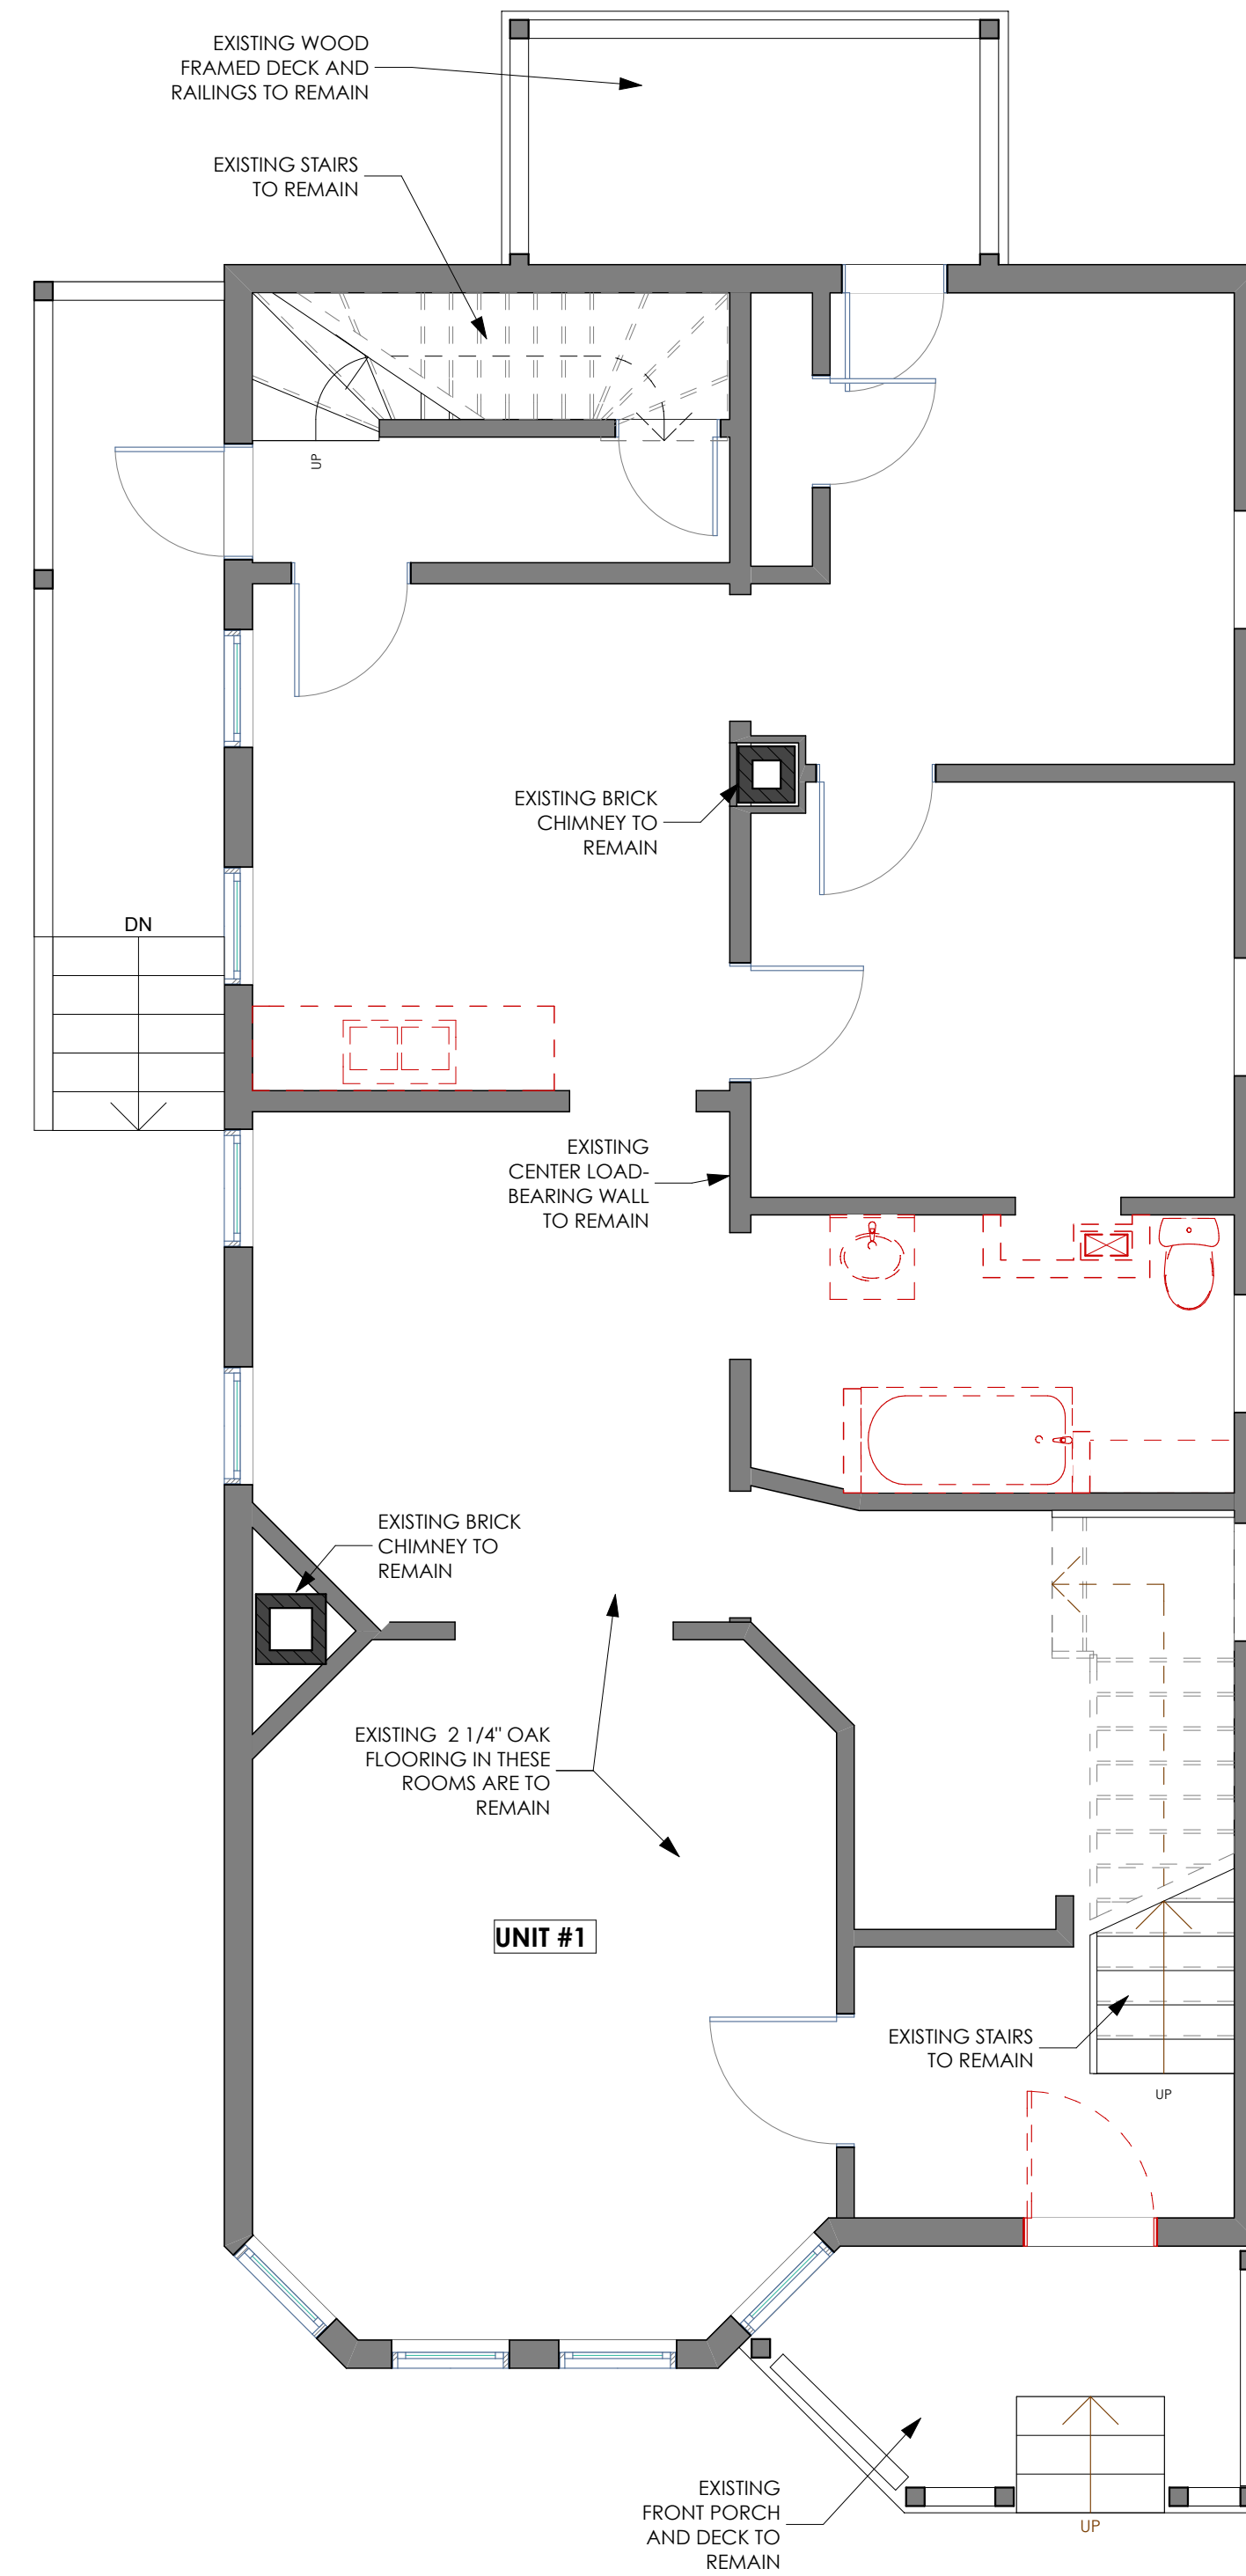 EXISTING WOOD
FRAMED DECK AND
RAILINGS TO REMAIN
EXISTING STAIRS
TO REMAIN
UP
EXISTING BRICK
CHIMNEY TO
REMAIN
DN
EXISTING
CENTER LOAD-
BEARING WALL
TO REMAIN
EXISTING BRICK
CHIMNEY TO
REMAIN
EXISTING 2 1/4" OAK
FLOORING IN THESE
ROOMS ARE TO
REMAIN
UNIT #1
EXISTING STAIRS
TO REMAIN
UP
EXISTING
FRONT PORCH
AND DECK TO
REMAIN
UP